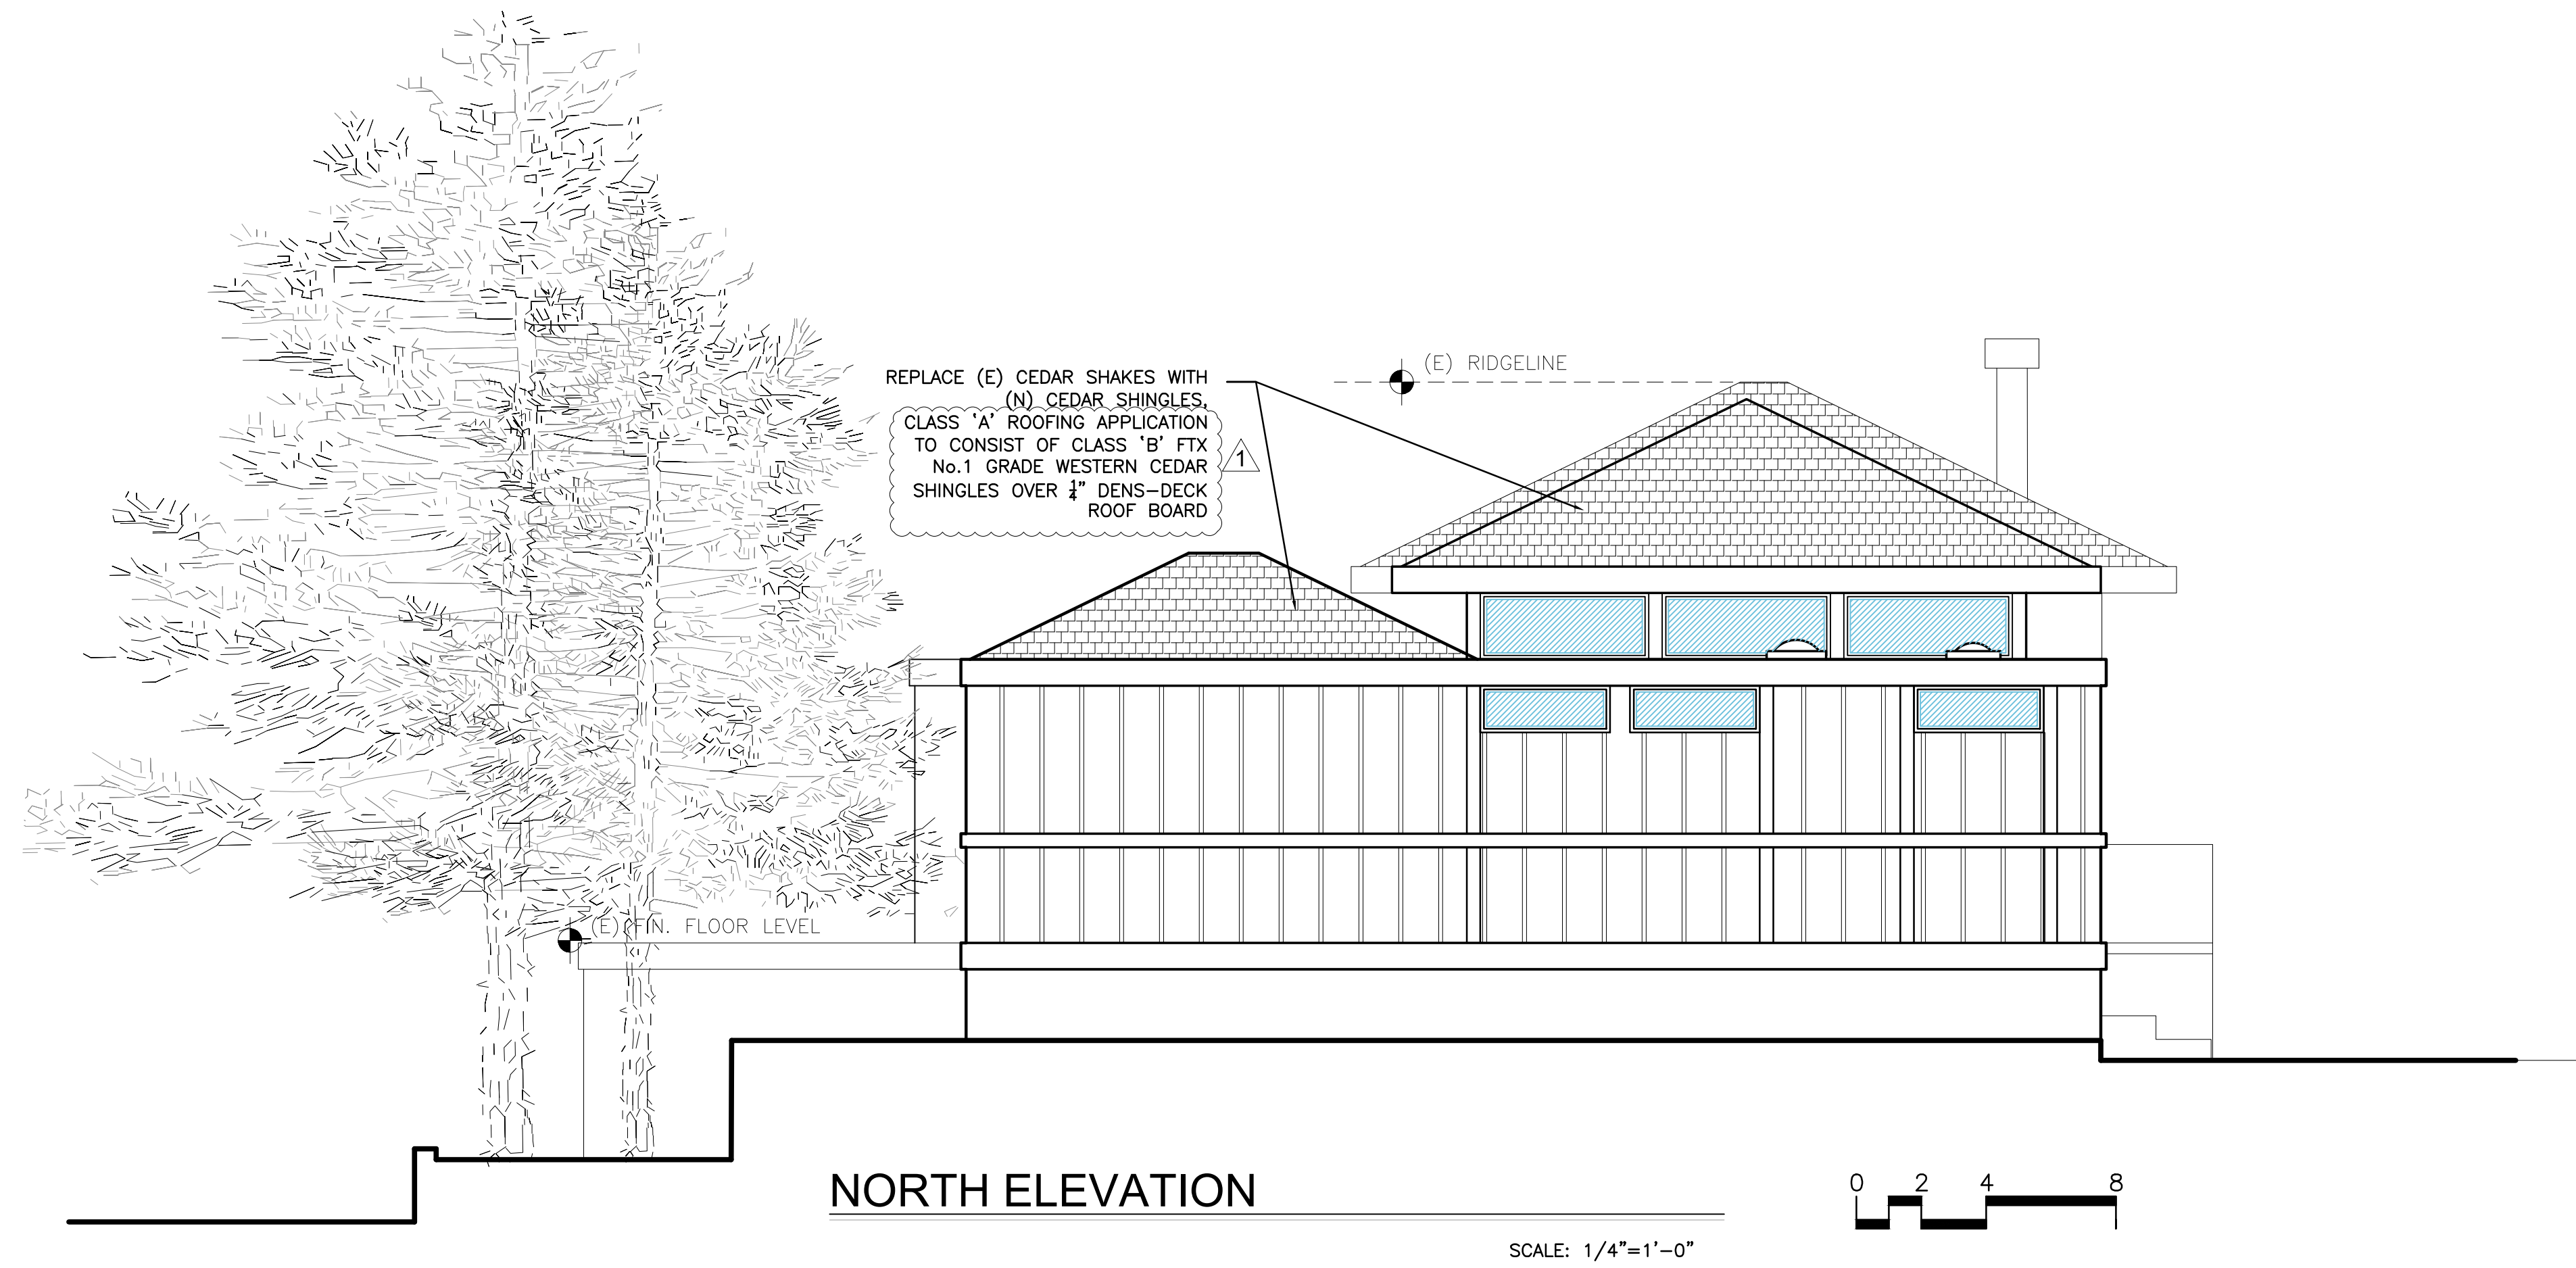 (E) RIDGELINE
REPLACE (E) CEDAR SHAKES WITH
(N) CEDAR SHINGLES,
CLASS 'A' ROOFING APPLICATION
TO CONSIST OF CLASS 'B' FTX
No.1 GRADE WESTERN CEDAR
SHINGLES OVER ¼" DENS-DECK
ROOF BOARD
1
(E) FIN. FLOOR LEVEL
NORTH ELEVATION
0 2 4 8
SCALE: 1/4"=1'-0"